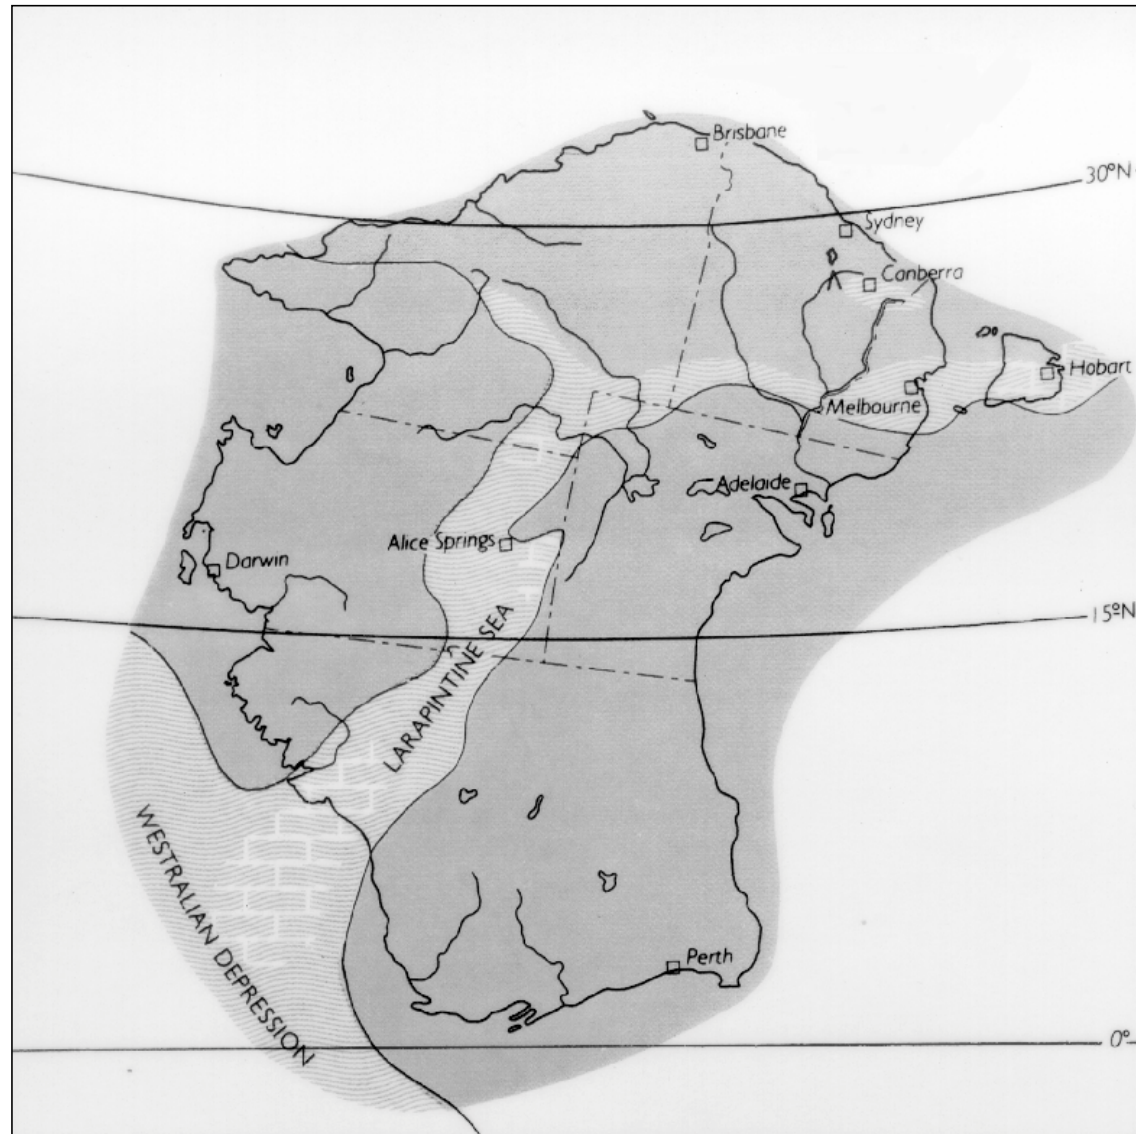 Brisbane
30°N
Sydney
Canberra
Hobart
Melbourne
Adelaide
Alice Springs
Darwin
15°N
LARAPINTINE SEA
WESTRALIAN DEPRESSION
Perth
0°